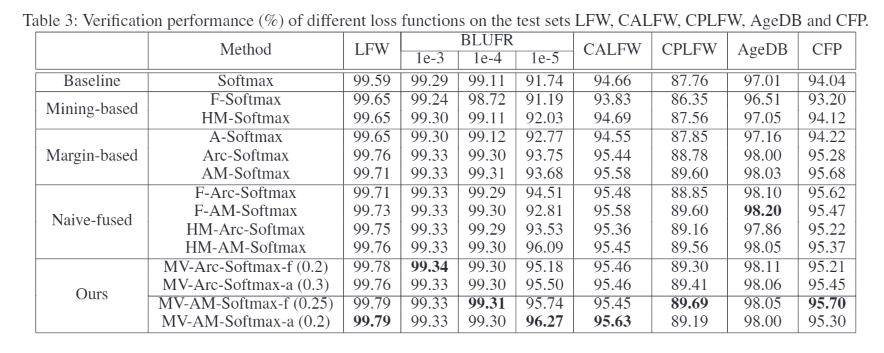 Table 3: Verification performance (%) of different loss functions on the test sets LFW, CALFW, CPLFW, AgeDB and CFP.
Method LFW BLUFR CALFW CPLFW AgeDB CFP
1e-3 1e-4 1e-5
Baseline Softmax 99.59 99.29 99.11 91.74 94.66 87.76 97.01 94.04
Mining-based F-Softmax 99.65 99.24 98.72 91.19 93.83 86.35 96.51 93.20
HM-Softmax 99.65 99.30 99.11 92.03 94.69 87.56 97.05 94.12
Margin-based A-Softmax 99.65 99.30 99.12 92.77 94.55 87.85 97.16 94.22
Arc-Softmax 99.76 99.33 99.30 93.75 95.44 88.78 98.00 95.28
AM-Softmax 99.71 99.33 99.31 93.68 95.58 89.60 98.03 95.68
Naive-fused F-Arc-Softmax 99.71 99.33 99.29 94.51 95.48 88.85 98.10 95.62
F-AM-Softmax 99.73 99.33 99.30 92.81 95.58 89.60 98.20 95.47
HM-Arc-Softmax 99.75 99.33 99.29 93.53 95.36 89.16 97.86 95.22
HM-AM-Softmax 99.76 99.33 99.30 96.09 95.45 89.56 98.05 95.37
Ours MV-Arc-Softmax-f (0.2) 99.78 99.34 99.30 95.18 95.46 89.30 98.11 95.21
MV-Arc-Softmax-a (0.3) 99.76 99.33 99.30 95.50 95.46 89.41 98.06 95.45
MV-AM-Softmax-f (0.25) 99.79 99.33 99.31 95.74 95.45 89.69 98.05 95.70
MV-AM-Softmax-a (0.2) 99.79 99.33 99.30 96.27 95.63 89.19 98.00 95.30